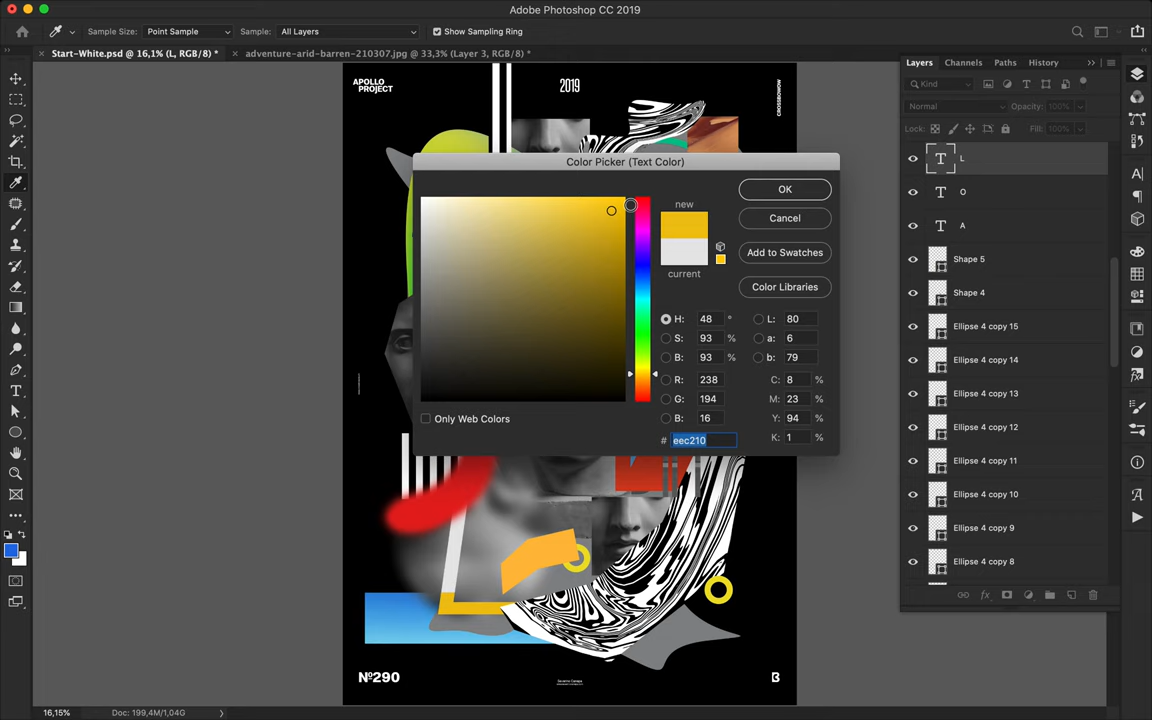 Adobe Photoshop CC 2019
Sample Size: Point Sample Sample: All Layers Show Sampling Ring
Start-White.psd @ 16,1% (L, RGB/8) *
adventure-arid-barren-210307.jpg @ 33,3% (Layer 3, RGB/8) *
APOLLO
PROJECT
2019
CROSSBOWOW
Color Picker (Text Color)
new
current
OK
Cancel
Add to Swatches
Color Libraries
H: 48 °
S: 93 %
B: 93 %
R: 238
G: 194
B: 16
# eec210
L: 80
a: 6
b: 79
C: 8 %
M: 23 %
Y: 94 %
K: 1 %
Only Web Colors
Nº290
B
Layers Channels Paths History
Kind
Normal Opacity: 100%
Lock: Fill: 100%
T L
T O
T A
Shape 5
Shape 4
Ellipse 4 copy 15
Ellipse 4 copy 14
Ellipse 4 copy 13
Ellipse 4 copy 12
Ellipse 4 copy 11
Ellipse 4 copy 10
Ellipse 4 copy 9
Ellipse 4 copy 8
16,15% Doc: 199,4M/1,04G